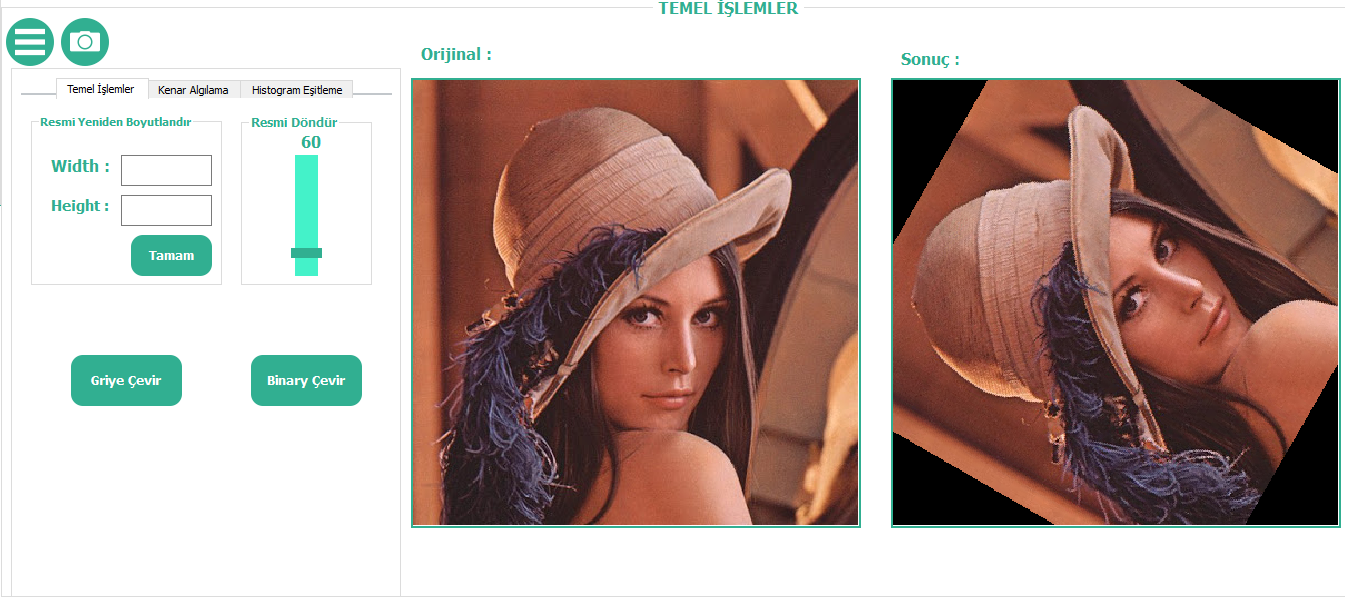 TEMEL İŞLEMLER
Orijinal :
Sonuç :
Temel İşlemler
Kenar Algılama
Histogram Eşitleme
Resmi Yeniden Boyutlandır
Resmi Döndür
60
Width :
Height :
Tamam
Griye Çevir
Binary Çevir